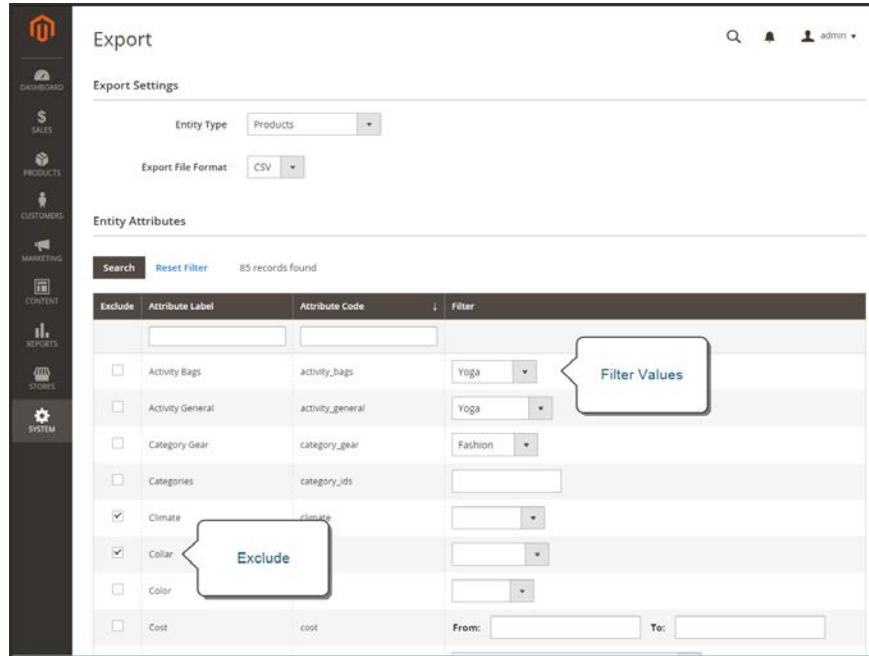 Export
admin
DASHBOARD
SALES
PRODUCTS
CUSTOMERS
MARKETING
CONTENT
REPORTS
STORES
SYSTEM
Export Settings
Entity Type Products
Export File Format CSV
Entity Attributes
Search Reset Filter 85 records found
Exclude Attribute Label Attribute Code ↓ Filter
Activity Bags activity_bags Yoga
Filter Values
Activity General activity_general Yoga
Category Gear category_gear Fashion
Categories category_ids
Climate climate
Collar
Exclude
Color
Cost cost From: To: